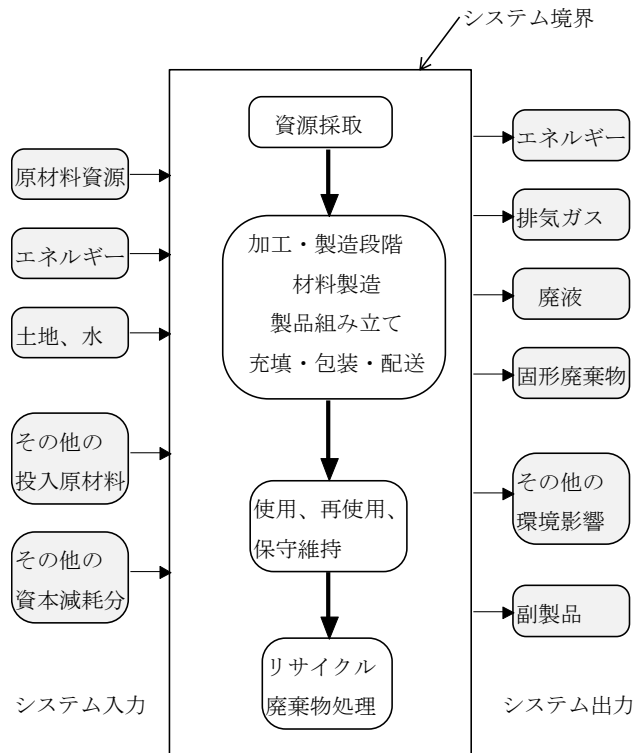 システム境界
資源採取
加工・製造段階
材料製造
製品組み立て
充填・包装・配送
使用、再使用、
保守維持
リサイクル
廃棄物処理
原材料資源
エネルギー
土地、水
その他の
投入原材料
その他の
資本減耗分
システム入力
エネルギー
排気ガス
廃液
固形廃棄物
その他の
環境影響
副製品
システム出力